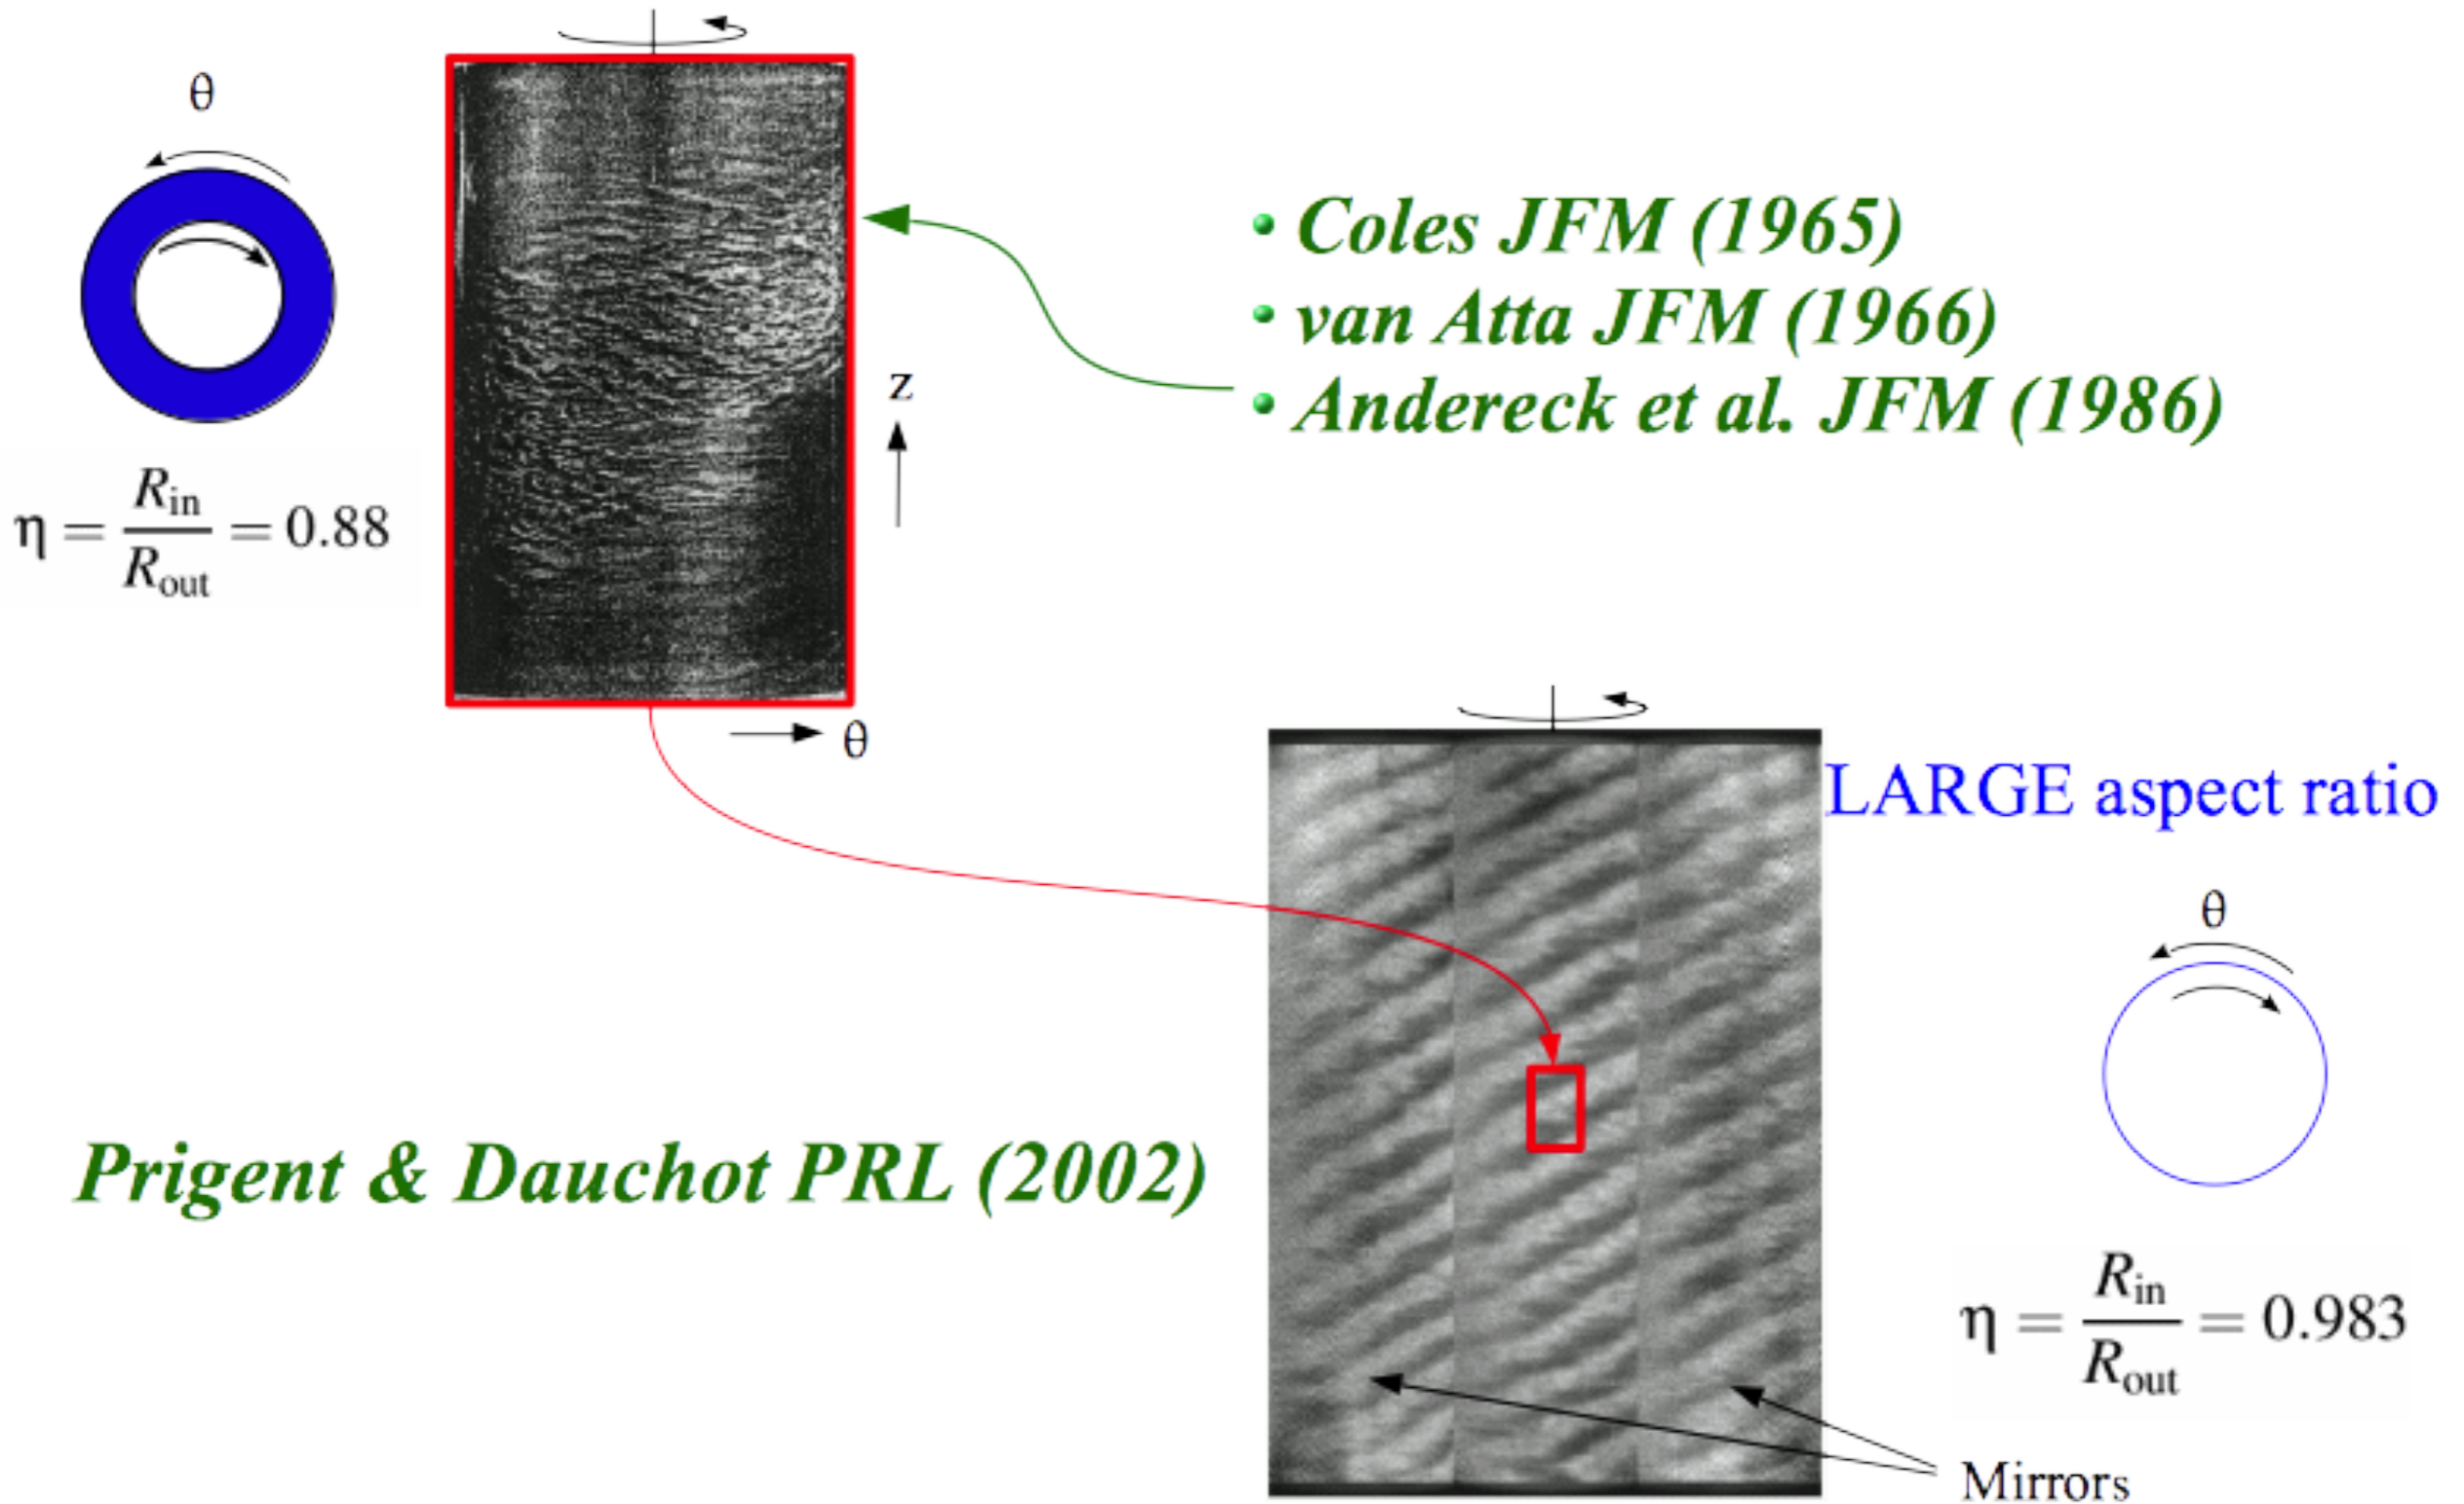 θ
η = R_in / R_out = 0.88
• Coles JFM (1965)
• van Atta JFM (1966)
• Andereck et al. JFM (1986)
z
θ
LARGE aspect ratio
θ
Prigent & Dauchot PRL (2002)
η = R_in / R_out = 0.983
Mirrors